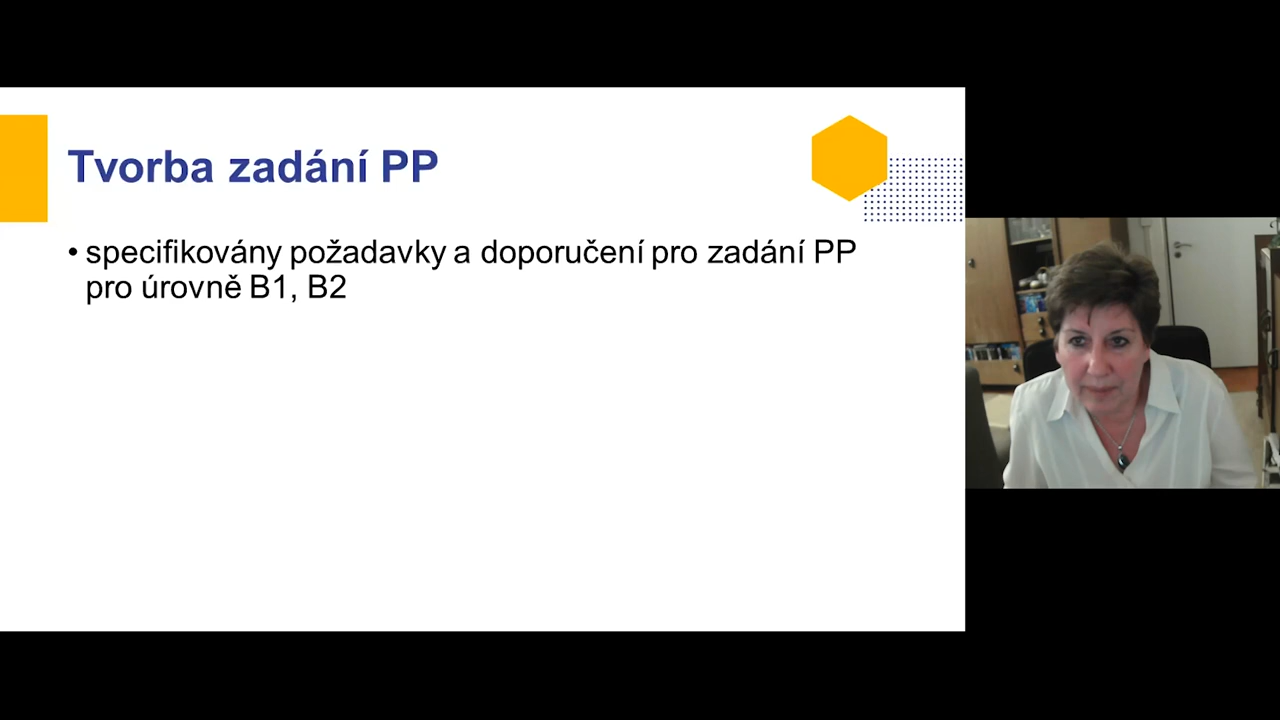 Tvorba zadání PP
• specifikovány požadavky a doporučení pro zadání PP
pro úrovně B1, B2